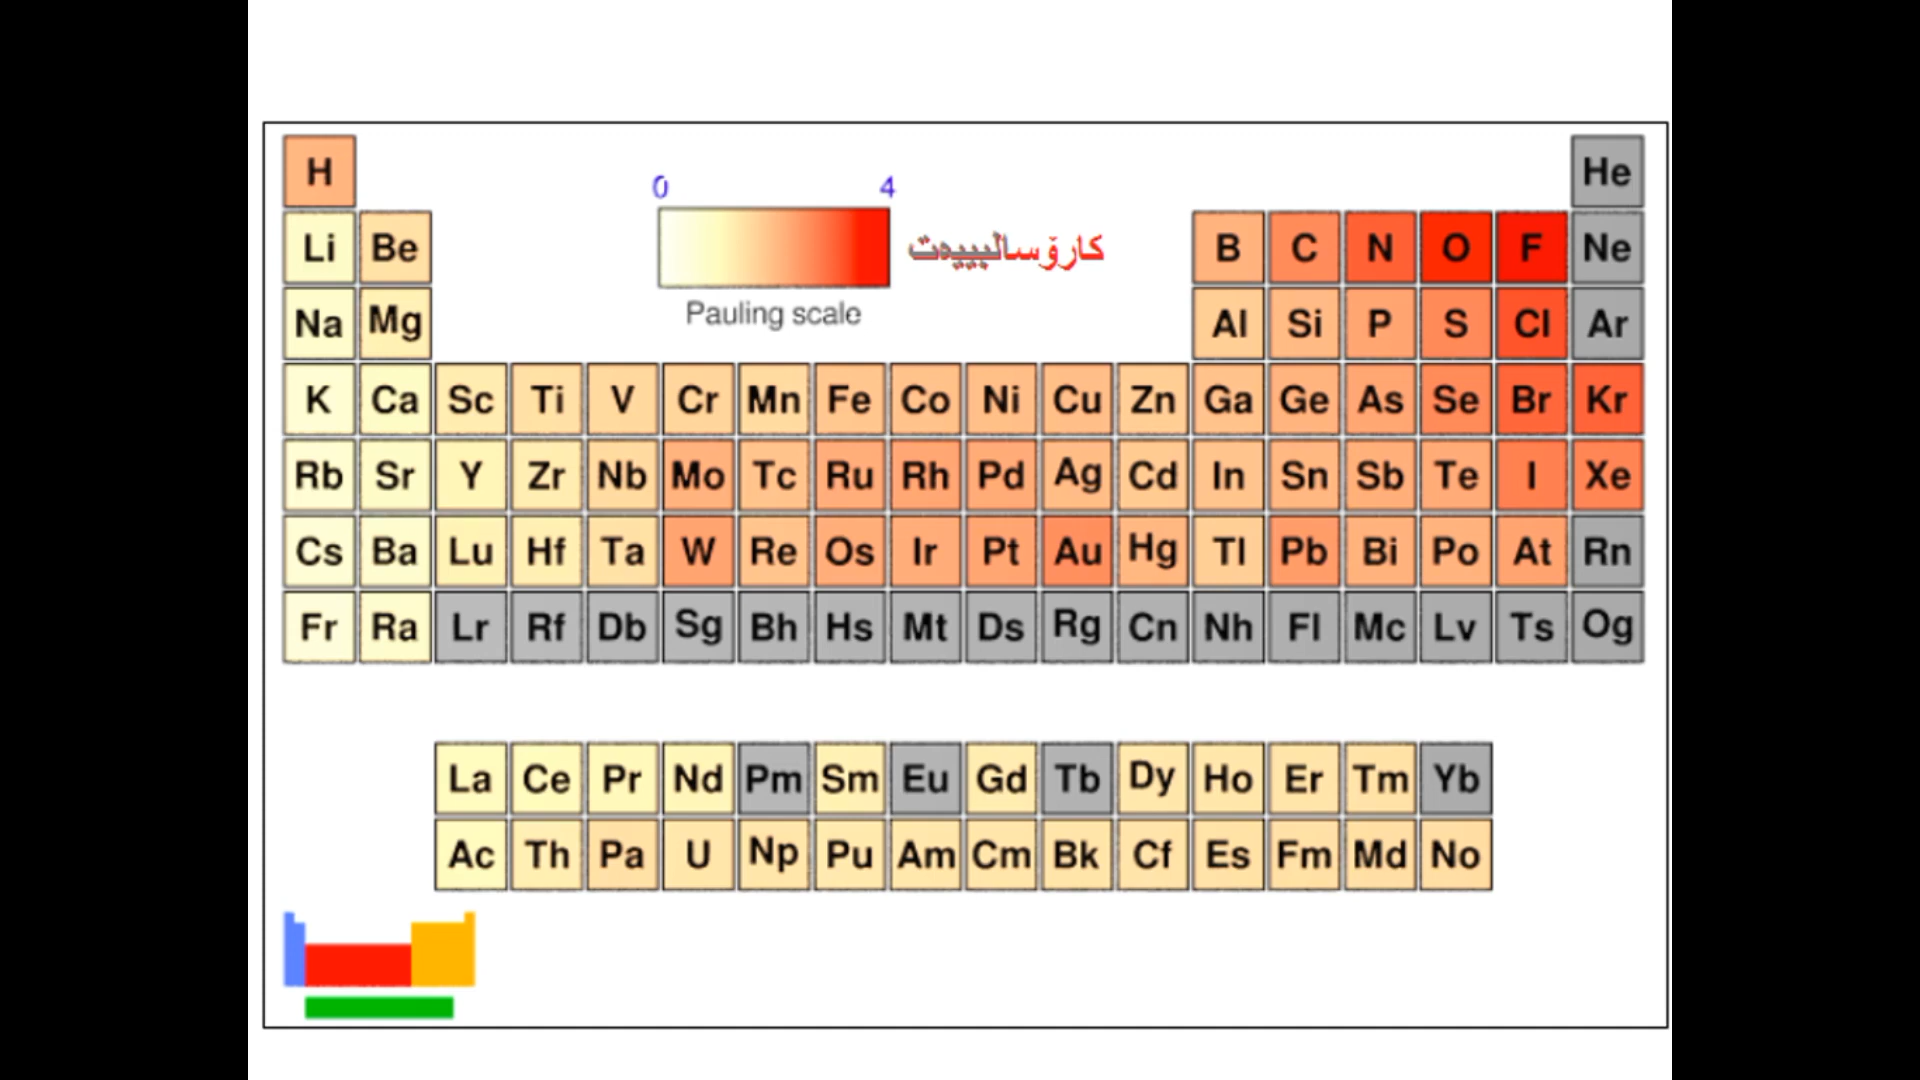 H He
0 4
Li Be B C N O F Ne
کارۆسالیییەت
Pauling scale
Na Mg Al Si P S Cl Ar
K Ca Sc Ti V Cr Mn Fe Co Ni Cu Zn Ga Ge As Se Br Kr
Rb Sr Y Zr Nb Mo Tc Ru Rh Pd Ag Cd In Sn Sb Te I Xe
Cs Ba Lu Hf Ta W Re Os Ir Pt Au Hg Tl Pb Bi Po At Rn
Fr Ra Lr Rf Db Sg Bh Hs Mt Ds Rg Cn Nh Fl Mc Lv Ts Og
La Ce Pr Nd Pm Sm Eu Gd Tb Dy Ho Er Tm Yb
Ac Th Pa U Np Pu Am Cm Bk Cf Es Fm Md No